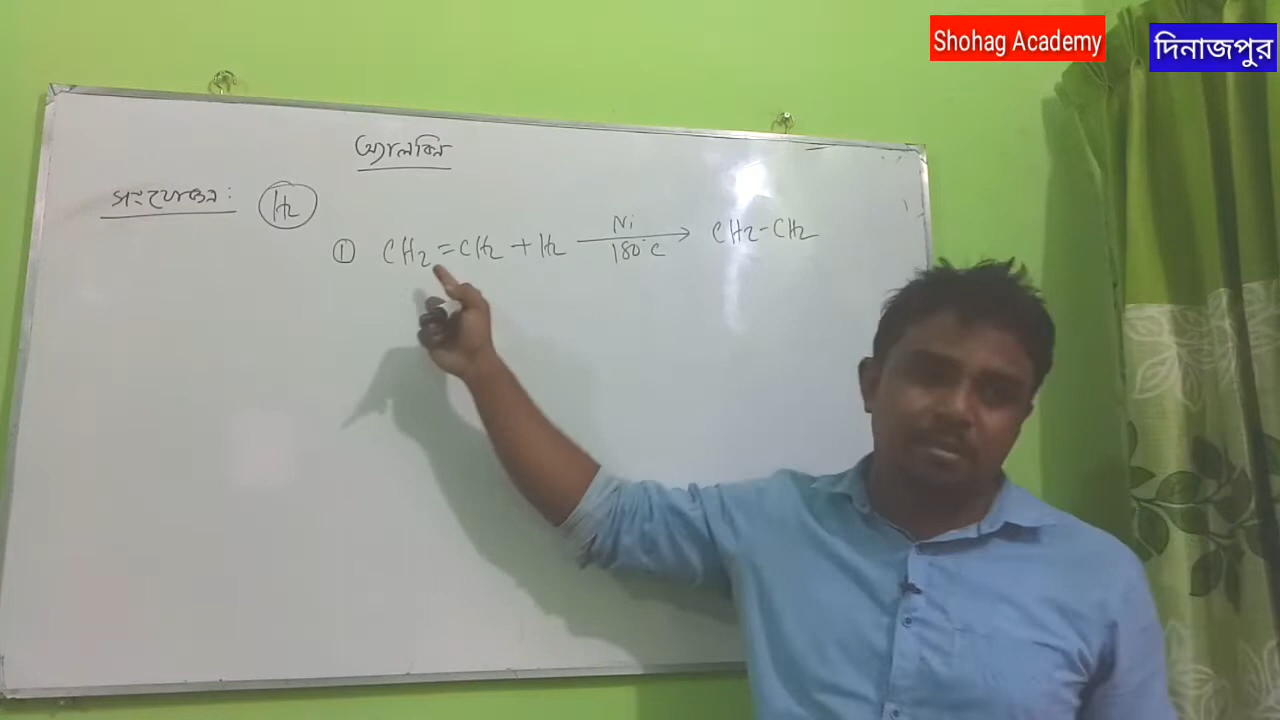 Shohag Academy
দিনাজপুর
অ্যালকিন
সংযোজন: H2
① CH2=CH2 + H2 Ni 180°C → CH2-CH2